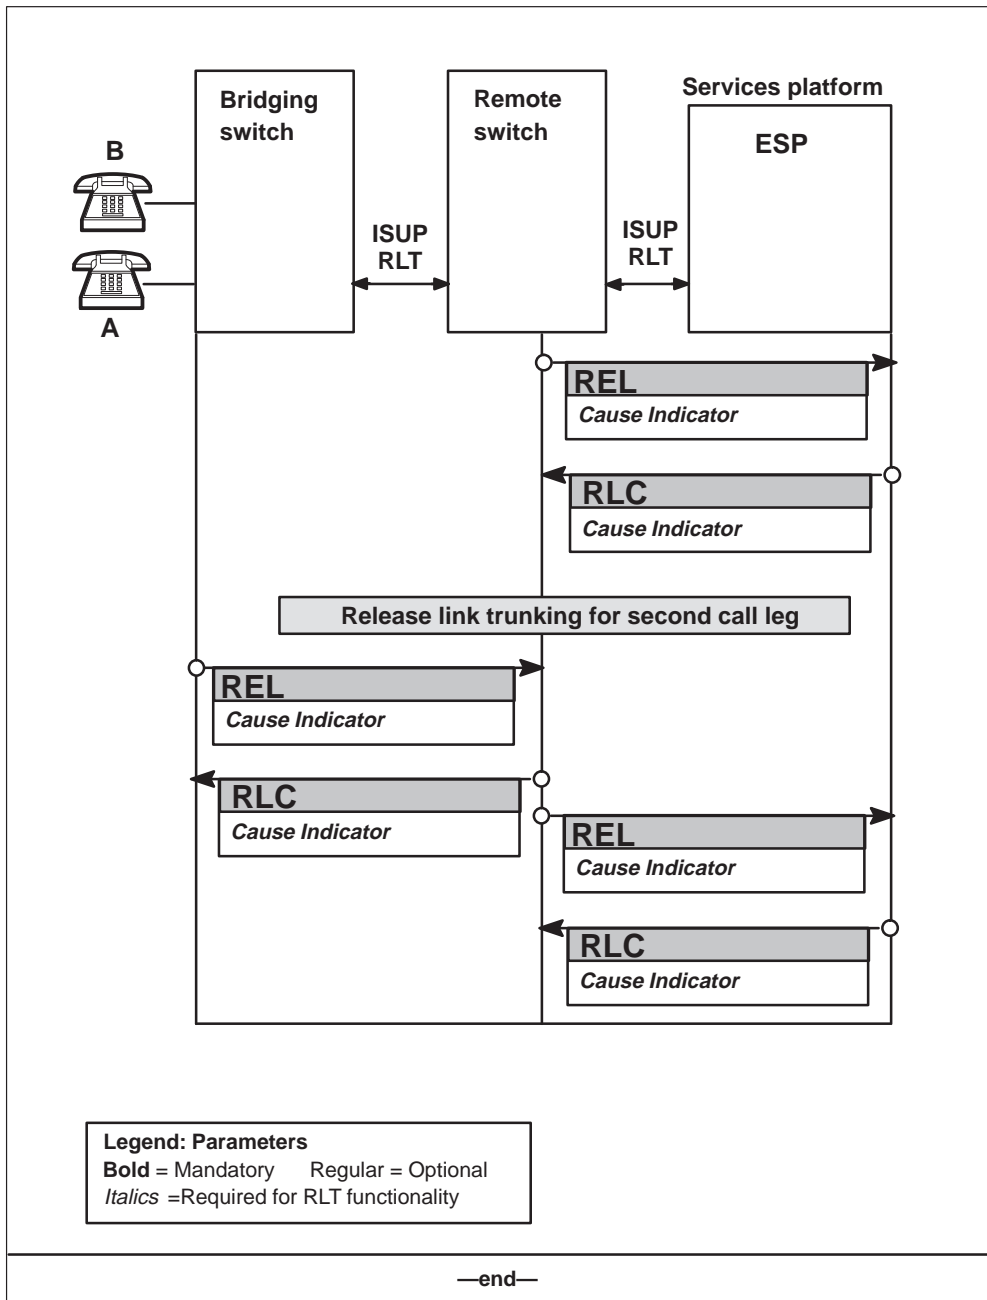 Bridging
switch
Remote
switch
Services platform
ESP
B
A
ISUP
RLT
ISUP
RLT
REL
Cause Indicator
RLC
Cause Indicator
Release link trunking for second call leg
REL
Cause Indicator
RLC
Cause Indicator
REL
Cause Indicator
RLC
Cause Indicator
Legend: Parameters
Bold = Mandatory Regular = Optional
Italics =Required for RLT functionality
—end—